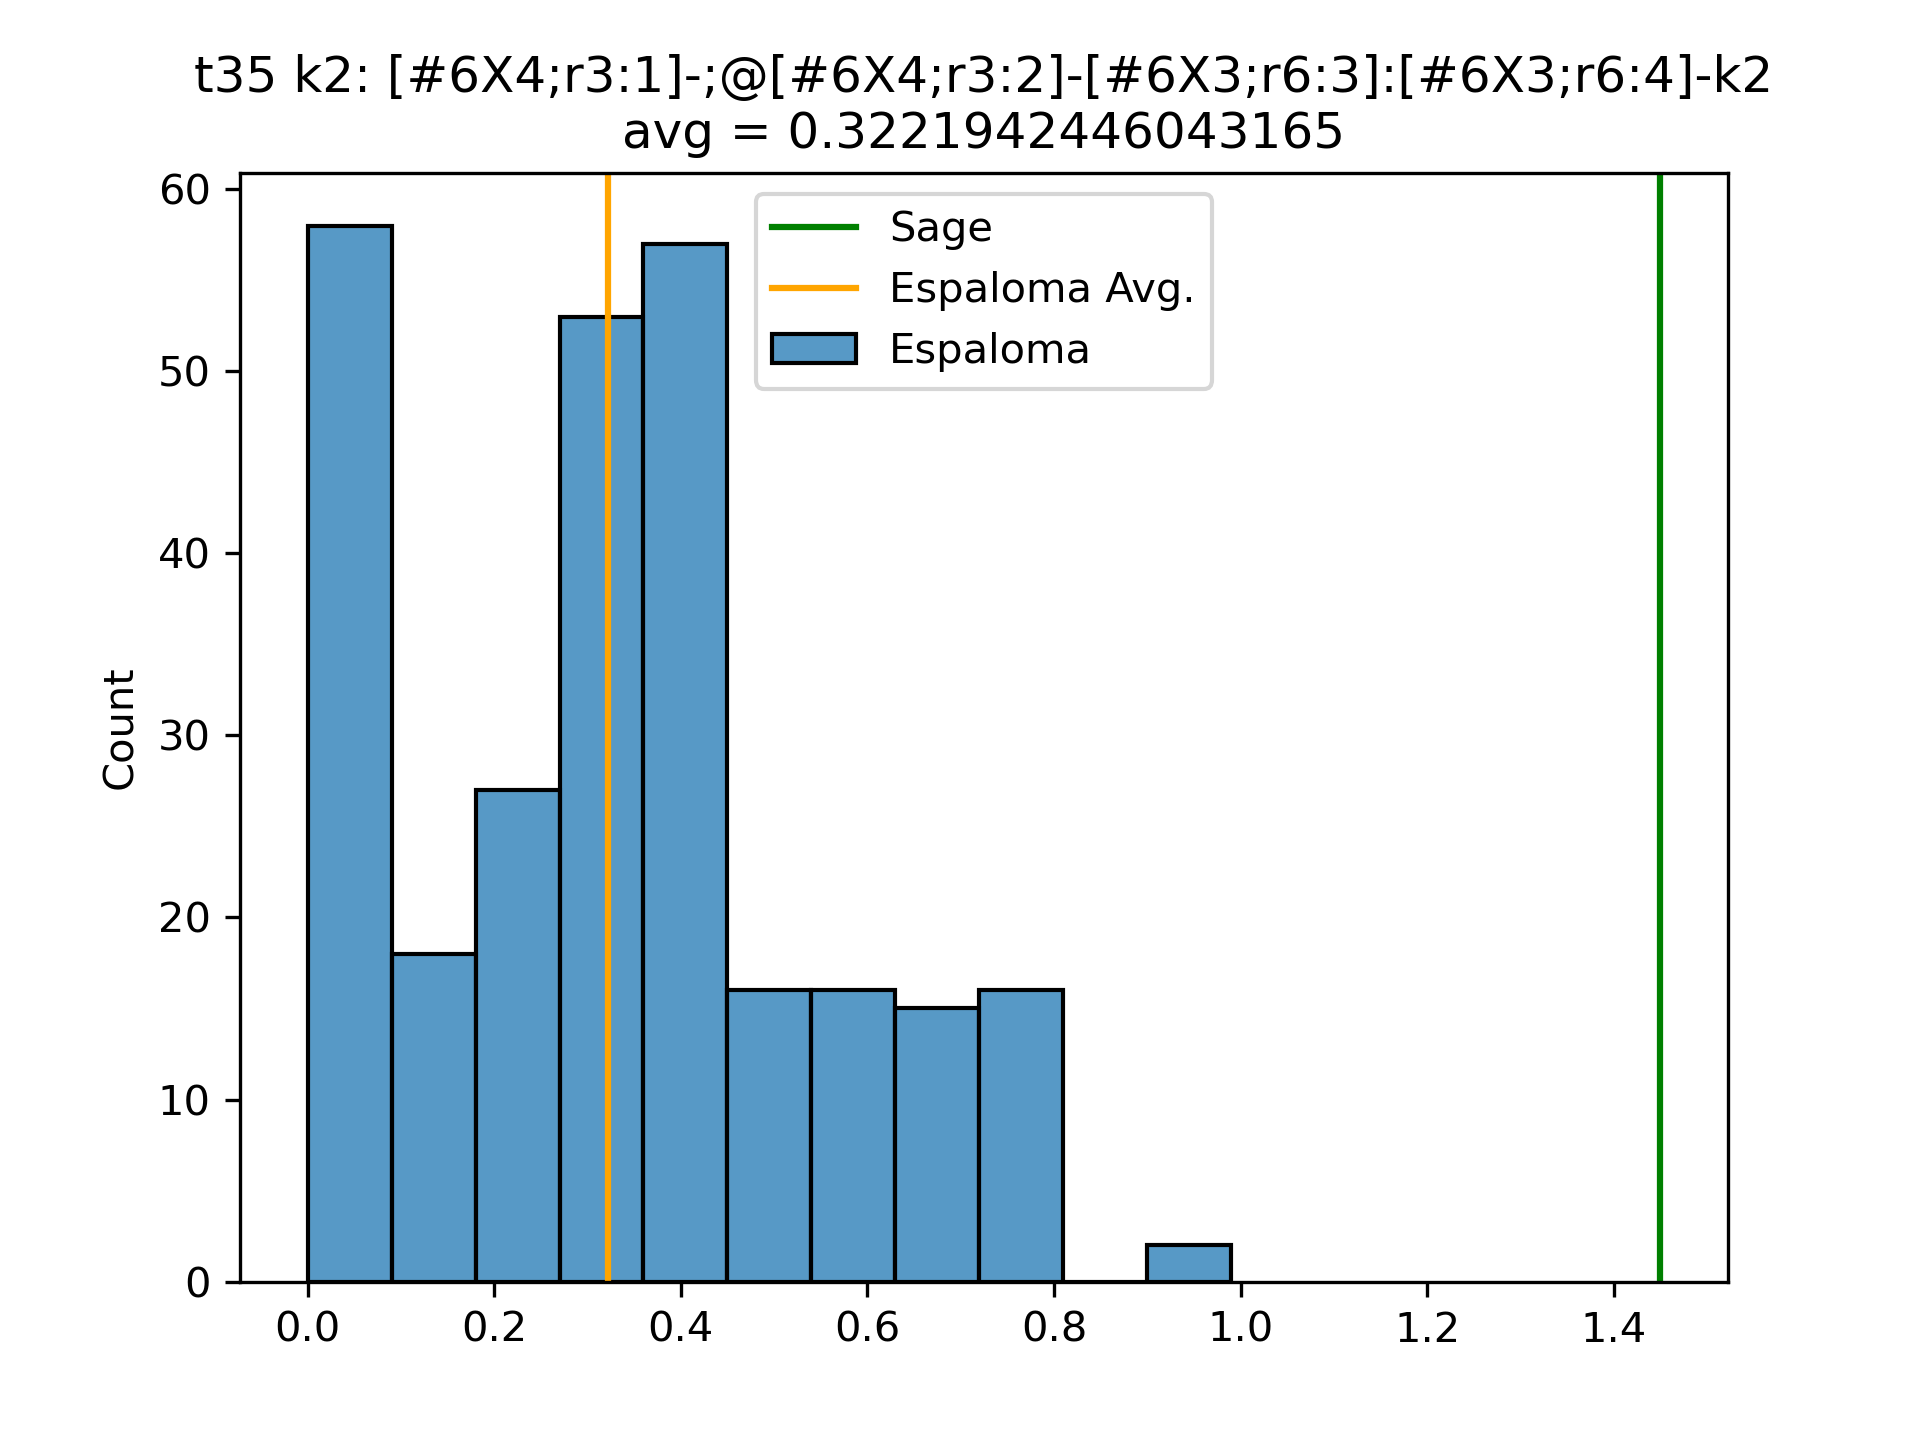 t35 k2: [#6X4;r3:1]-;@[#6X4;r3:2]-[#6X3;r6:3]:[#6X3;r6:4]-k2
avg = 0.3221942446043165
Sage
Espaloma Avg.
Espaloma
Count
60
50
40
30
20
10
0
0.0 0.2 0.4 0.6 0.8 1.0 1.2 1.4